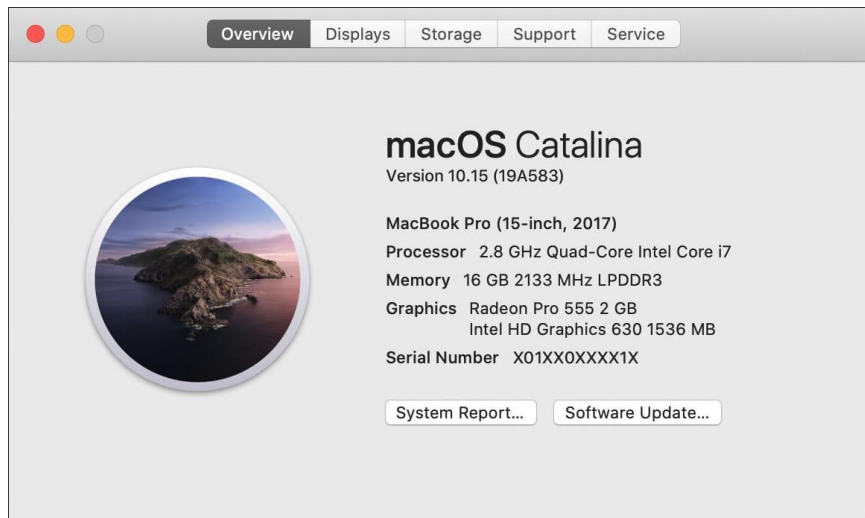 Overview Displays Storage Support Service
macOS Catalina
Version 10.15 (19A583)
MacBook Pro (15-inch, 2017)
Processor 2.8 GHz Quad-Core Intel Core i7
Memory 16 GB 2133 MHz LPDDR3
Graphics Radeon Pro 555 2 GB
Intel HD Graphics 630 1536 MB
Serial Number X01XX0XXXX1X
System Report... Software Update...